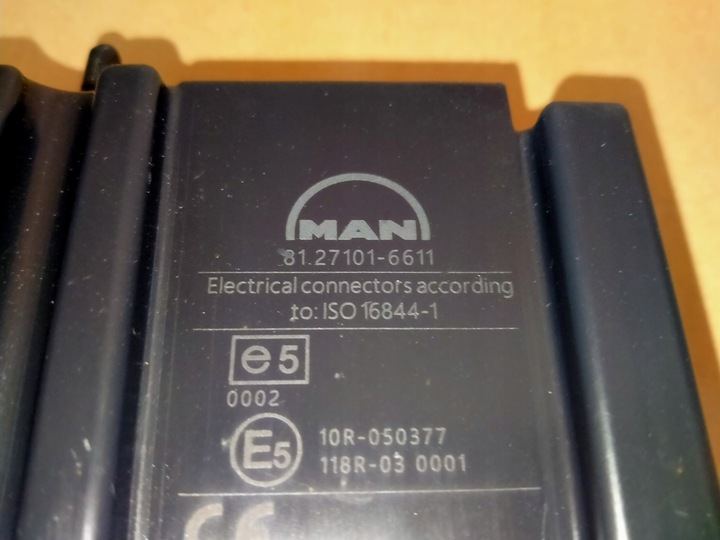 MAN
81.27101-6611
Electrical connectors according
to: ISO 16844-1
e5
0002
E5
10R-050377
118R-03 0001
CE